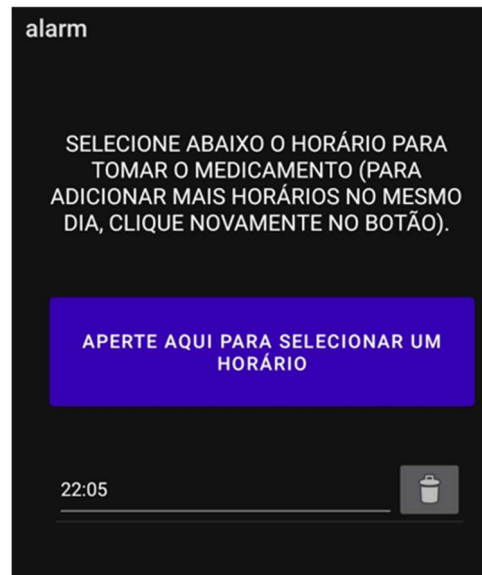 alarm
SELECIONE ABAIXO O HORÁRIO PARA
TOMAR O MEDICAMENTO (PARA
ADICIONAR MAIS HORÁRIOS NO MESMO
DIA, CLIQUE NOVAMENTE NO BOTÃO).
APERTE AQUI PARA SELECIONAR UM
HORÁRIO
22:05